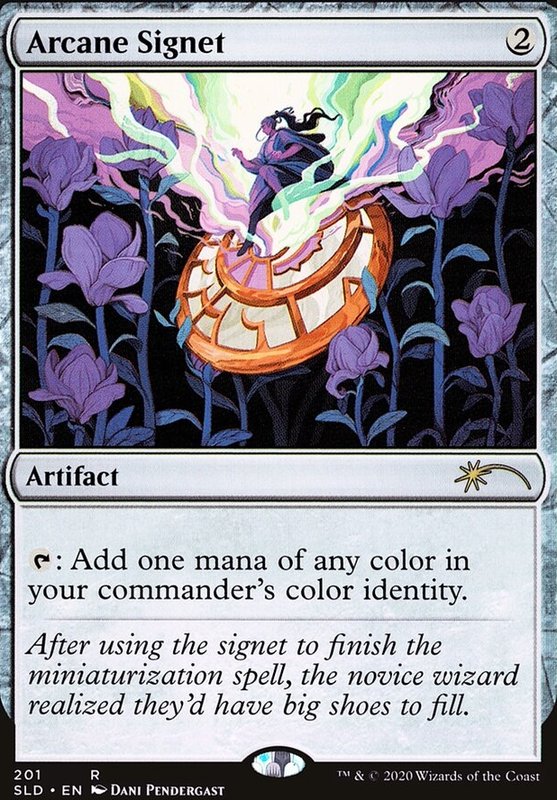 Arcane Signet 2
Artifact
: Add one mana of any color in
your commander's color identity.
After using the signet to finish the
miniaturization spell, the novice wizard
realized they'd have big shoes to fill.
201 R
SLD • EN DANI PENDERGAST
™ & © 2020 Wizards of the Coast